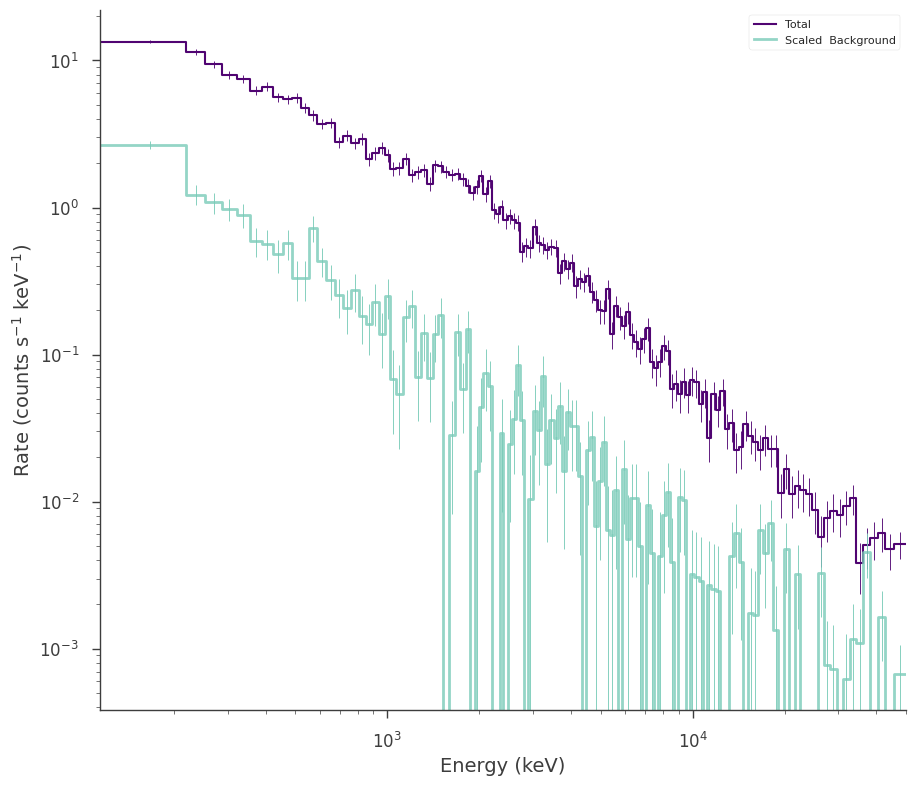 Total
Scaled  Background
Rate (counts s⁻¹ keV⁻¹)
10¹
10⁰
10⁻¹
10⁻²
10⁻³
10³
10⁴
Energy (keV)